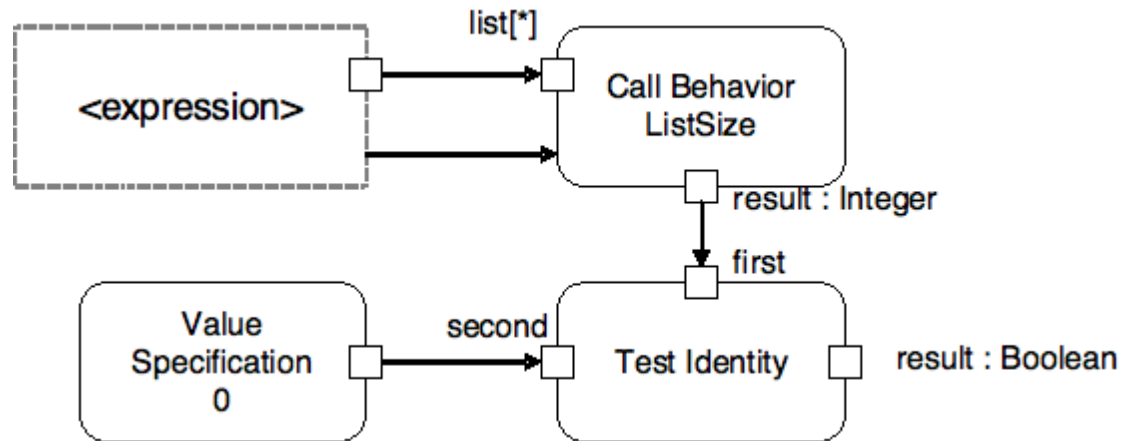 list[*]
<expression>
Call Behavior
ListSize
result : Integer
first
Value
Specification
0
second
Test Identity
result : Boolean